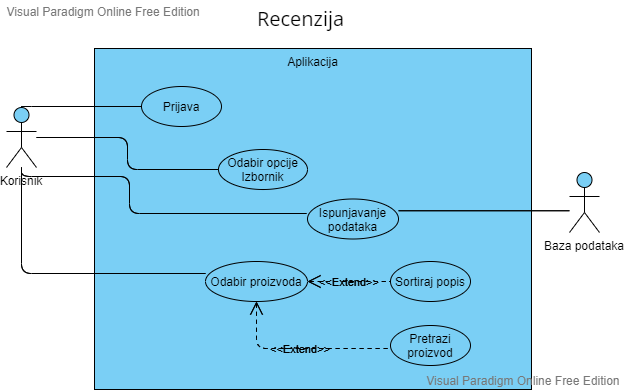 Visual Paradigm Online Free Edition
Recenzija
Aplikacija
Prijava
Korisnik
Odabir opcije
Izbornik
Ispunjavanje
podataka
Baza podataka
Odabir proizvoda
<<Extend>>
Sortiraj popis
<<Extend>>
Pretrazi
proizvod
Visual Paradigm Online Free Edition